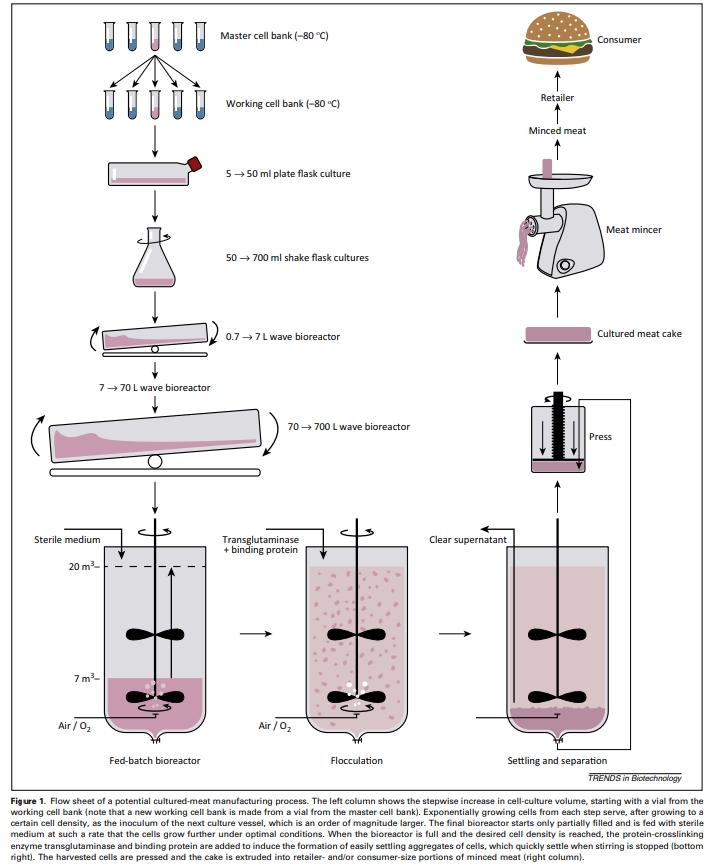 Master cell bank (–80 °C)
Working cell bank (–80 °C)
5 → 50 ml plate flask culture
50 → 700 ml shake flask cultures
0.7 → 7 L wave bioreactor
7 → 70 L wave bioreactor
70 → 700 L wave bioreactor
Sterile medium
20 m³
7 m³
Air / O₂
Fed-batch bioreactor
Transglutaminase
+ binding protein
Air / O₂
Flocculation
Clear supernatant
Settling and separation
Press
Cultured meat cake
Meat mincer
Minced meat
Retailer
Consumer
TRENDS in Biotechnology
Figure 1. Flow sheet of a potential cultured-meat manufacturing process. The left column shows the stepwise increase in cell-culture volume, starting with a vial from the
working cell bank (note that a new working cell bank is made from a vial from the master cell bank). Exponentially growing cells from each step serve, after growing to a
certain cell density, as the inoculum of the next culture vessel, which is an order of magnitude larger. The final bioreactor starts only partially filled and is fed with sterile
medium at such a rate that the cells grow further under optimal conditions. When the bioreactor is full and the desired cell density is reached, the protein-crosslinking
enzyme transglutaminase and binding protein are added to induce the formation of easily settling aggregates of cells, which quickly settle when stirring is stopped (bottom
right). The harvested cells are pressed and the cake is extruded into retailer- and/or consumer-size portions of minced meat (right column).